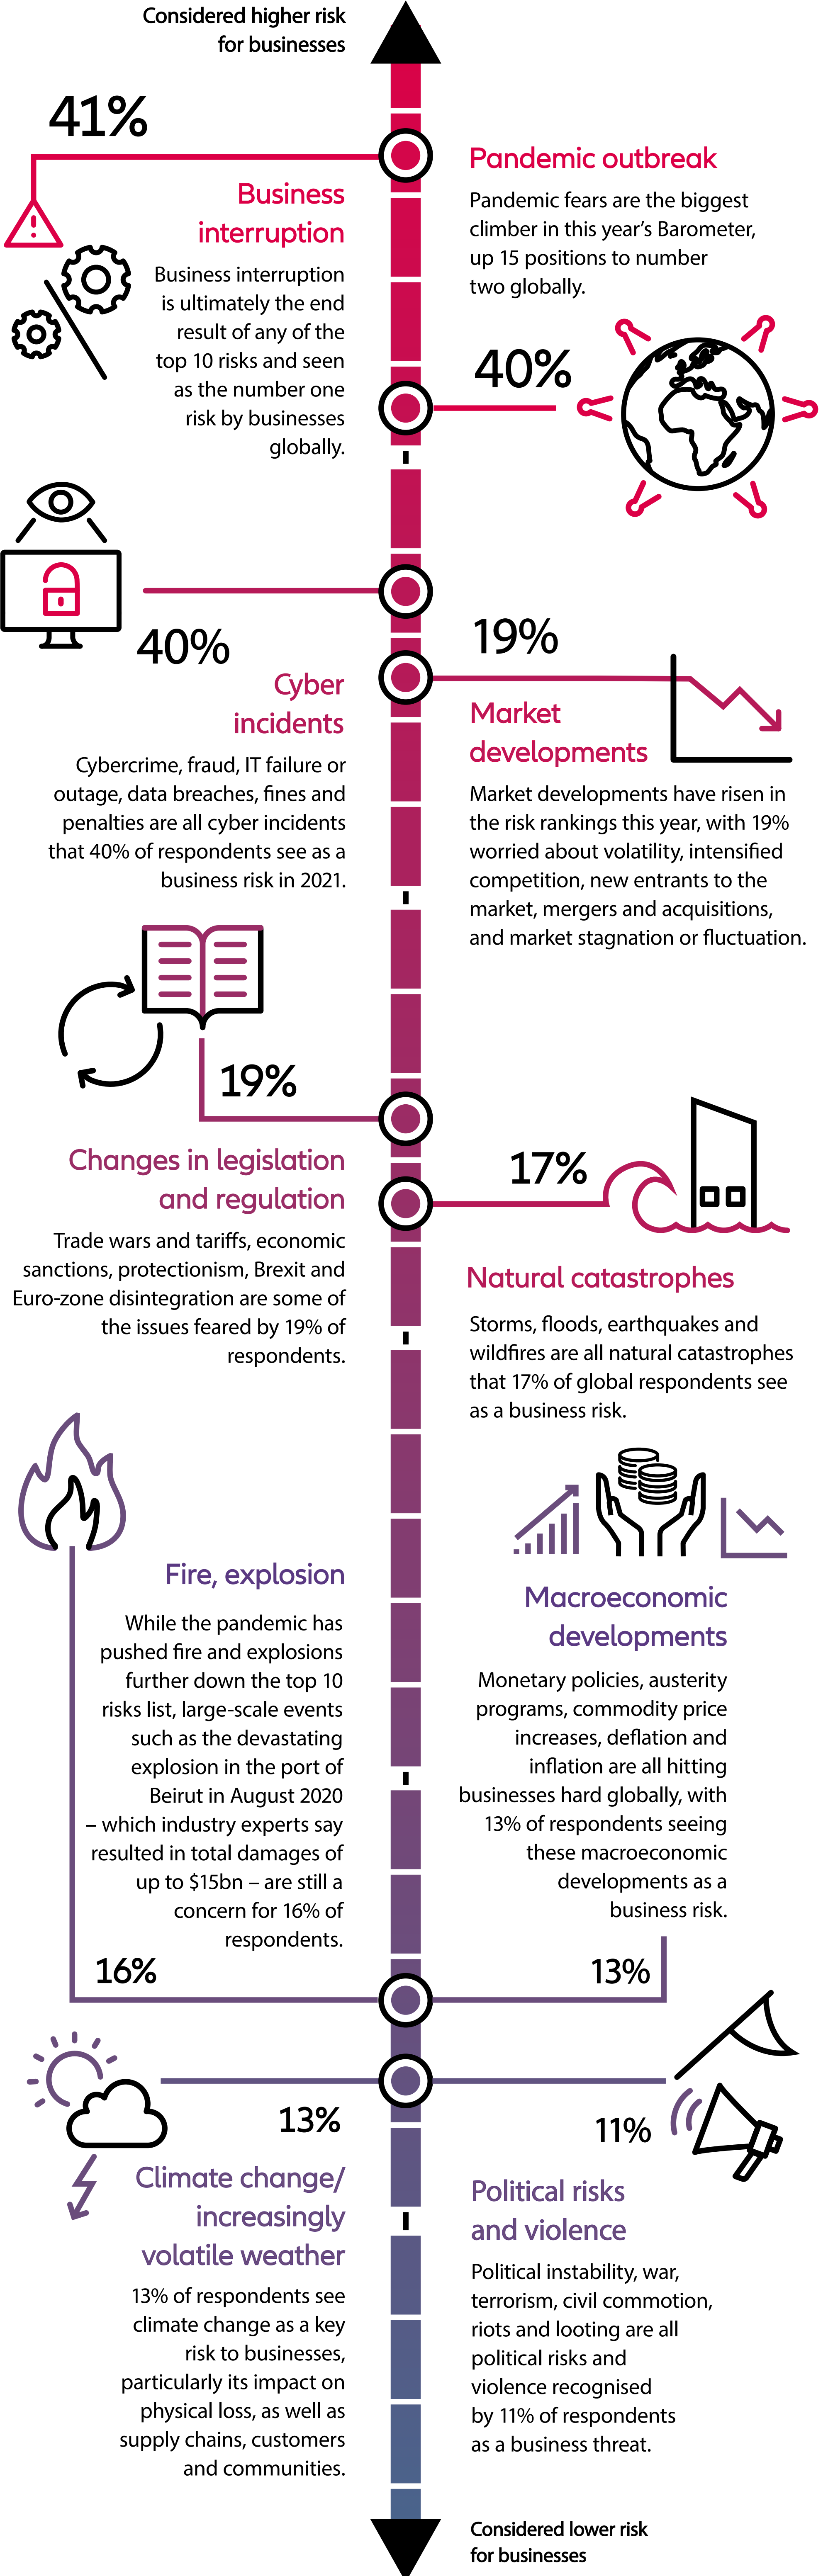 Considered higher risk
for businesses
41%
Business
interruption
Business interruption
is ultimately the end
result of any of the
top 10 risks and seen
as the number one
risk by businesses
globally.
Pandemic outbreak
Pandemic fears are the biggest
climber in this year’s Barometer,
up 15 positions to number
two globally.
40%
40%
Cyber
incidents
Cybercrime, fraud, IT failure or
outage, data breaches, fines and
penalties are all cyber incidents
that 40% of respondents see as a
business risk in 2021.
19%
Market
developments
Market developments have risen in
the risk rankings this year, with 19%
worried about volatility, intensified
competition, new entrants to the
market, mergers and acquisitions,
and market stagnation or fluctuation.
19%
Changes in legislation
and regulation
Trade wars and tariffs, economic
sanctions, protectionism, Brexit and
Euro-zone disintegration are some of
the issues feared by 19% of
respondents.
17%
Natural catastrophes
Storms, floods, earthquakes and
wildfires are all natural catastrophes
that 17% of global respondents see
as a business risk.
Fire, explosion
While the pandemic has
pushed fire and explosions
further down the top 10
risks list, large-scale events
such as the devastating
explosion in the port of
Beirut in August 2020
– which industry experts say
resulted in total damages of
up to $15bn – are still a
concern for 16% of
respondents.
16%
Macroeconomic
developments
Monetary policies, austerity
programs, commodity price
increases, deflation and
inflation are all hitting
businesses hard globally, with
13% of respondents seeing
these macroeconomic
developments as a
business risk.
13%
13%
Climate change/
increasingly
volatile weather
13% of respondents see
climate change as a key
risk to businesses,
particularly its impact on
physical loss, as well as
supply chains, customers
and communities.
11%
Political risks
and violence
Political instability, war,
terrorism, civil commotion,
riots and looting are all
political risks and
violence recognised
by 11% of respondents
as a business threat.
Considered lower risk
for businesses